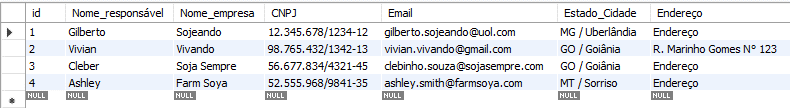 id Nome_responsável Nome_empresa CNPJ Email Estado_Cidade Endereço
1 Gilberto Sojeando 12.345.678/1234-12 gilberto.sojeando@uol.com MG / Uberlândia Endereço
2 Vivian Vivando 98.765.432/1342-13 vivian.vivando@gmail.com GO / Goiânia R. Marinho Gomes N° 123
3 Cleber Soja Sempre 56.677.834/4321-45 clebinho.souza@sojasempre.com GO / Goiânia Endereço
4 Ashley Farm Soya 52.555.968/9841-35 ashley.smith@farmsoya.com MT / Sorriso Endereço
NULL NULL NULL NULL NULL NULL NULL